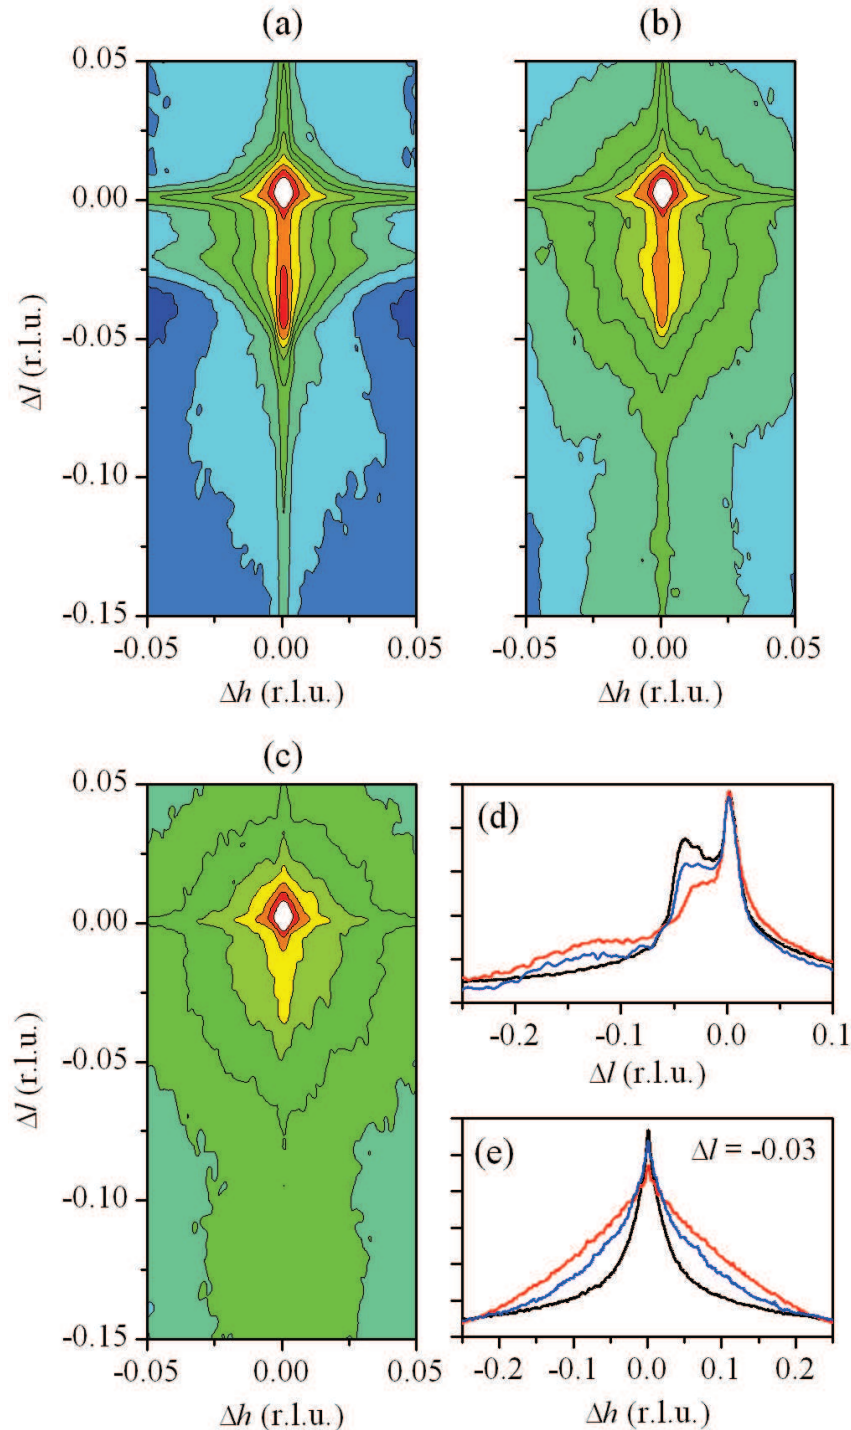 (a)
(b)
0.05
0.00
-0.05
-0.10
-0.15
Δl (r.l.u.)
-0.05 0.00 0.05
-0.05 0.00 0.05
Δh (r.l.u.)
Δh (r.l.u.)
(c)
0.05
0.00
-0.05
-0.10
-0.15
Δl (r.l.u.)
-0.05 0.00 0.05
Δh (r.l.u.)
(d)
-0.2 -0.1 0.0 0.1
Δl (r.l.u.)
(e)
Δl = -0.03
-0.2 -0.1 0.0 0.1 0.2
Δh (r.l.u.)